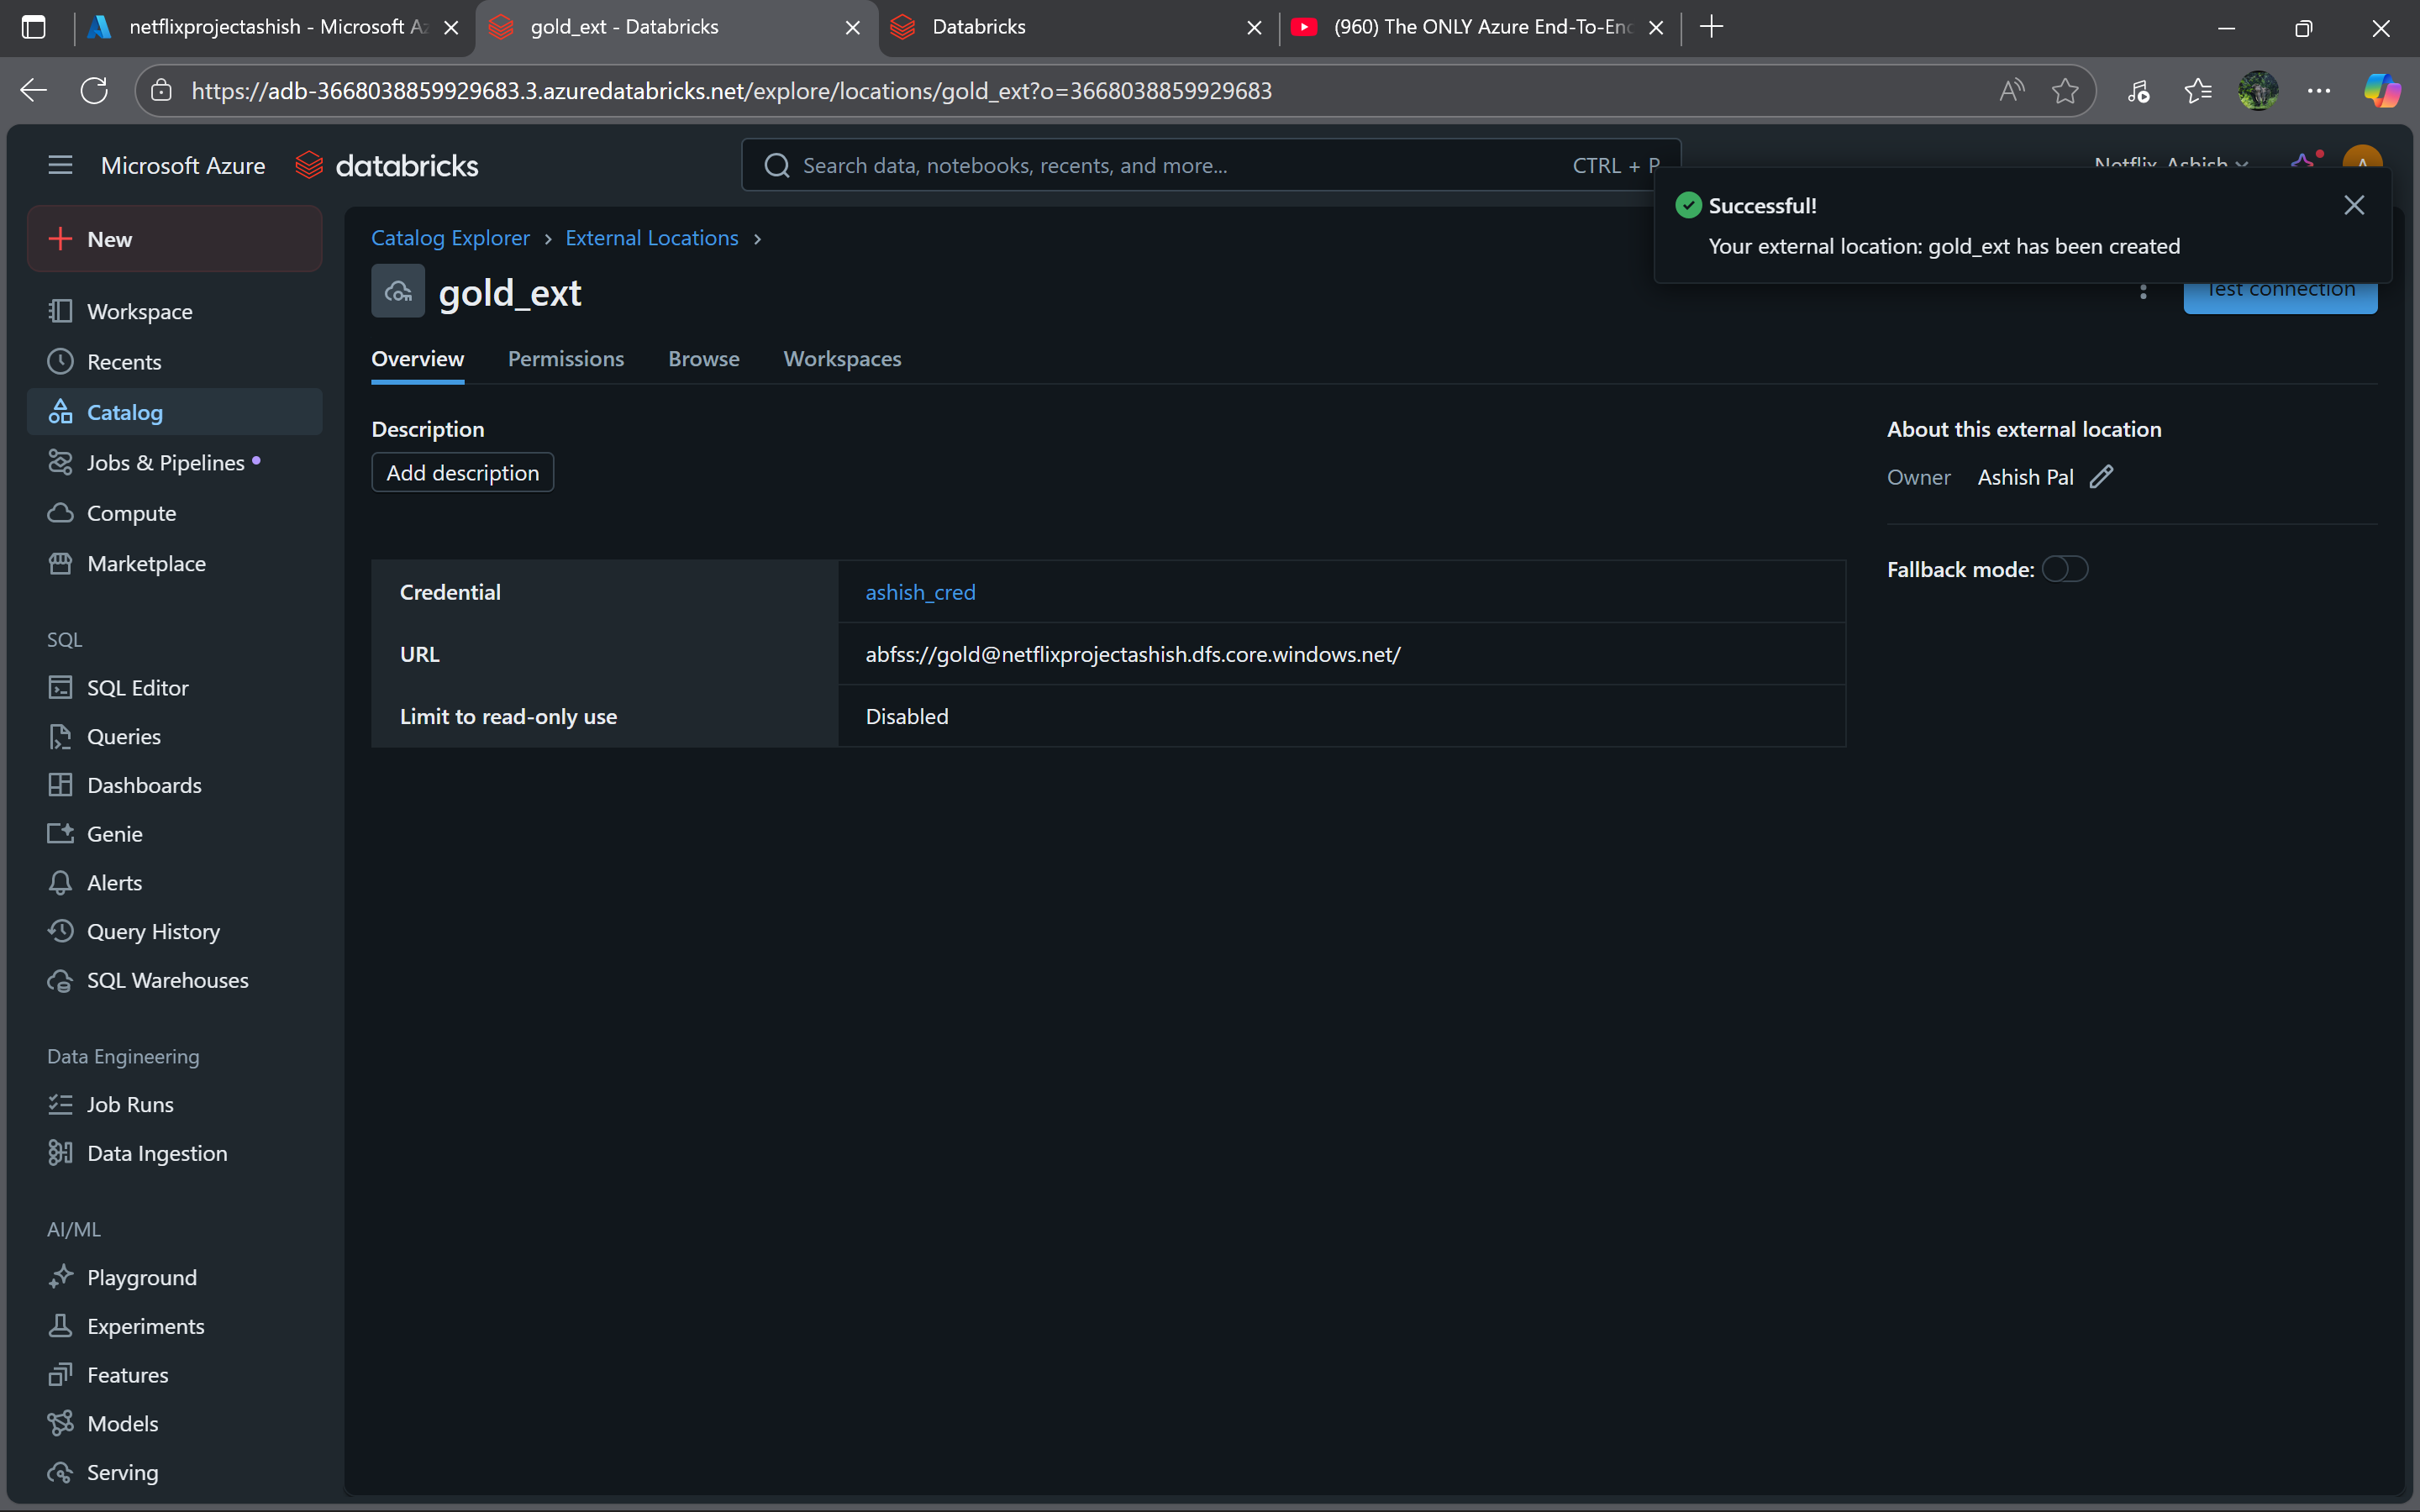 netflixprojectashish - Microsoft Az
gold_ext - Databricks
Databricks
(960) The ONLY Azure End-To-End
https://adb-3668038859929683.3.azuredatabricks.net/explore/locations/gold_ext?o=3668038859929683
Microsoft Azure databricks
Search data, notebooks, recents, and more... CTRL + P
Netflix_Ashish
A
Successful!
Your external location: gold_ext has been created
New
Workspace
Recents
Catalog
Jobs & Pipelines
Compute
Marketplace
SQL
SQL Editor
Queries
Dashboards
Genie
Alerts
Query History
SQL Warehouses
Data Engineering
Job Runs
Data Ingestion
AI/ML
Playground
Experiments
Features
Models
Serving
Catalog Explorer > External Locations >
gold_ext
Test connection
Overview Permissions Browse Workspaces
Description
Add description
Credential ashish_cred
URL abfss://gold@netflixprojectashish.dfs.core.windows.net/
Limit to read-only use Disabled
About this external location
Owner Ashish Pal
Fallback mode: